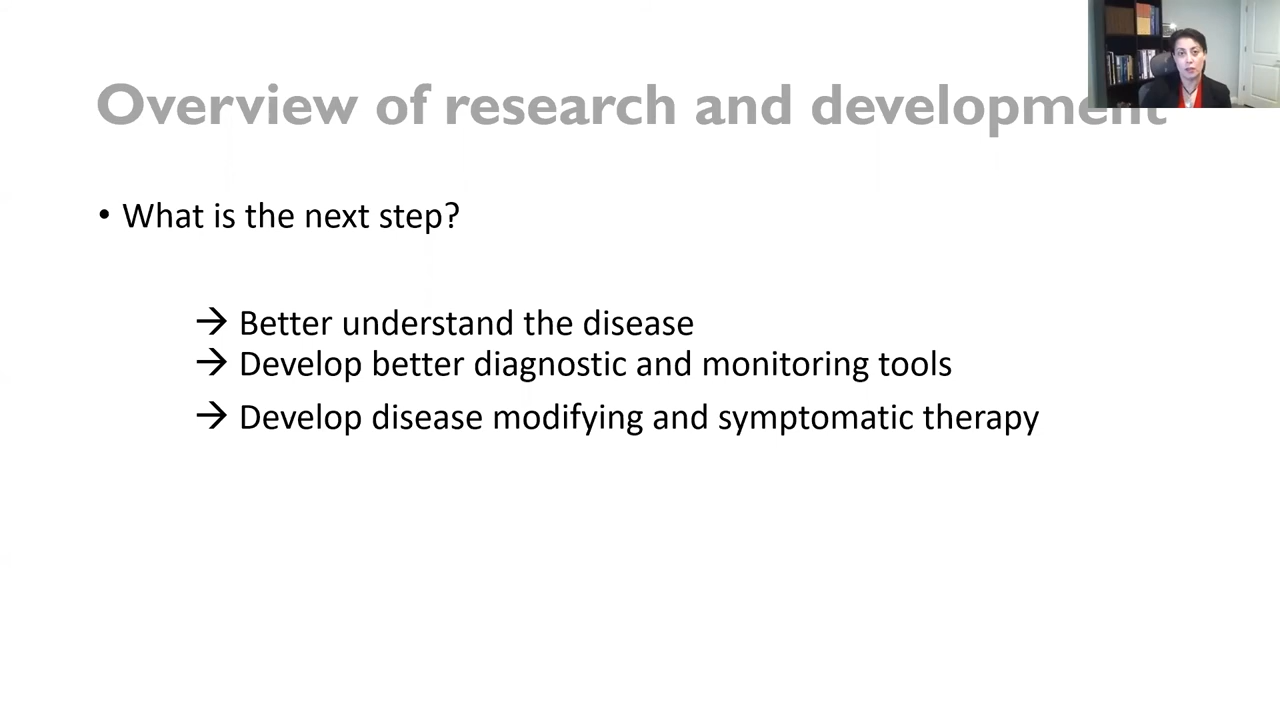 Overview of research and development
• What is the next step?
→ Better understand the disease
→ Develop better diagnostic and monitoring tools
→ Develop disease modifying and symptomatic therapy